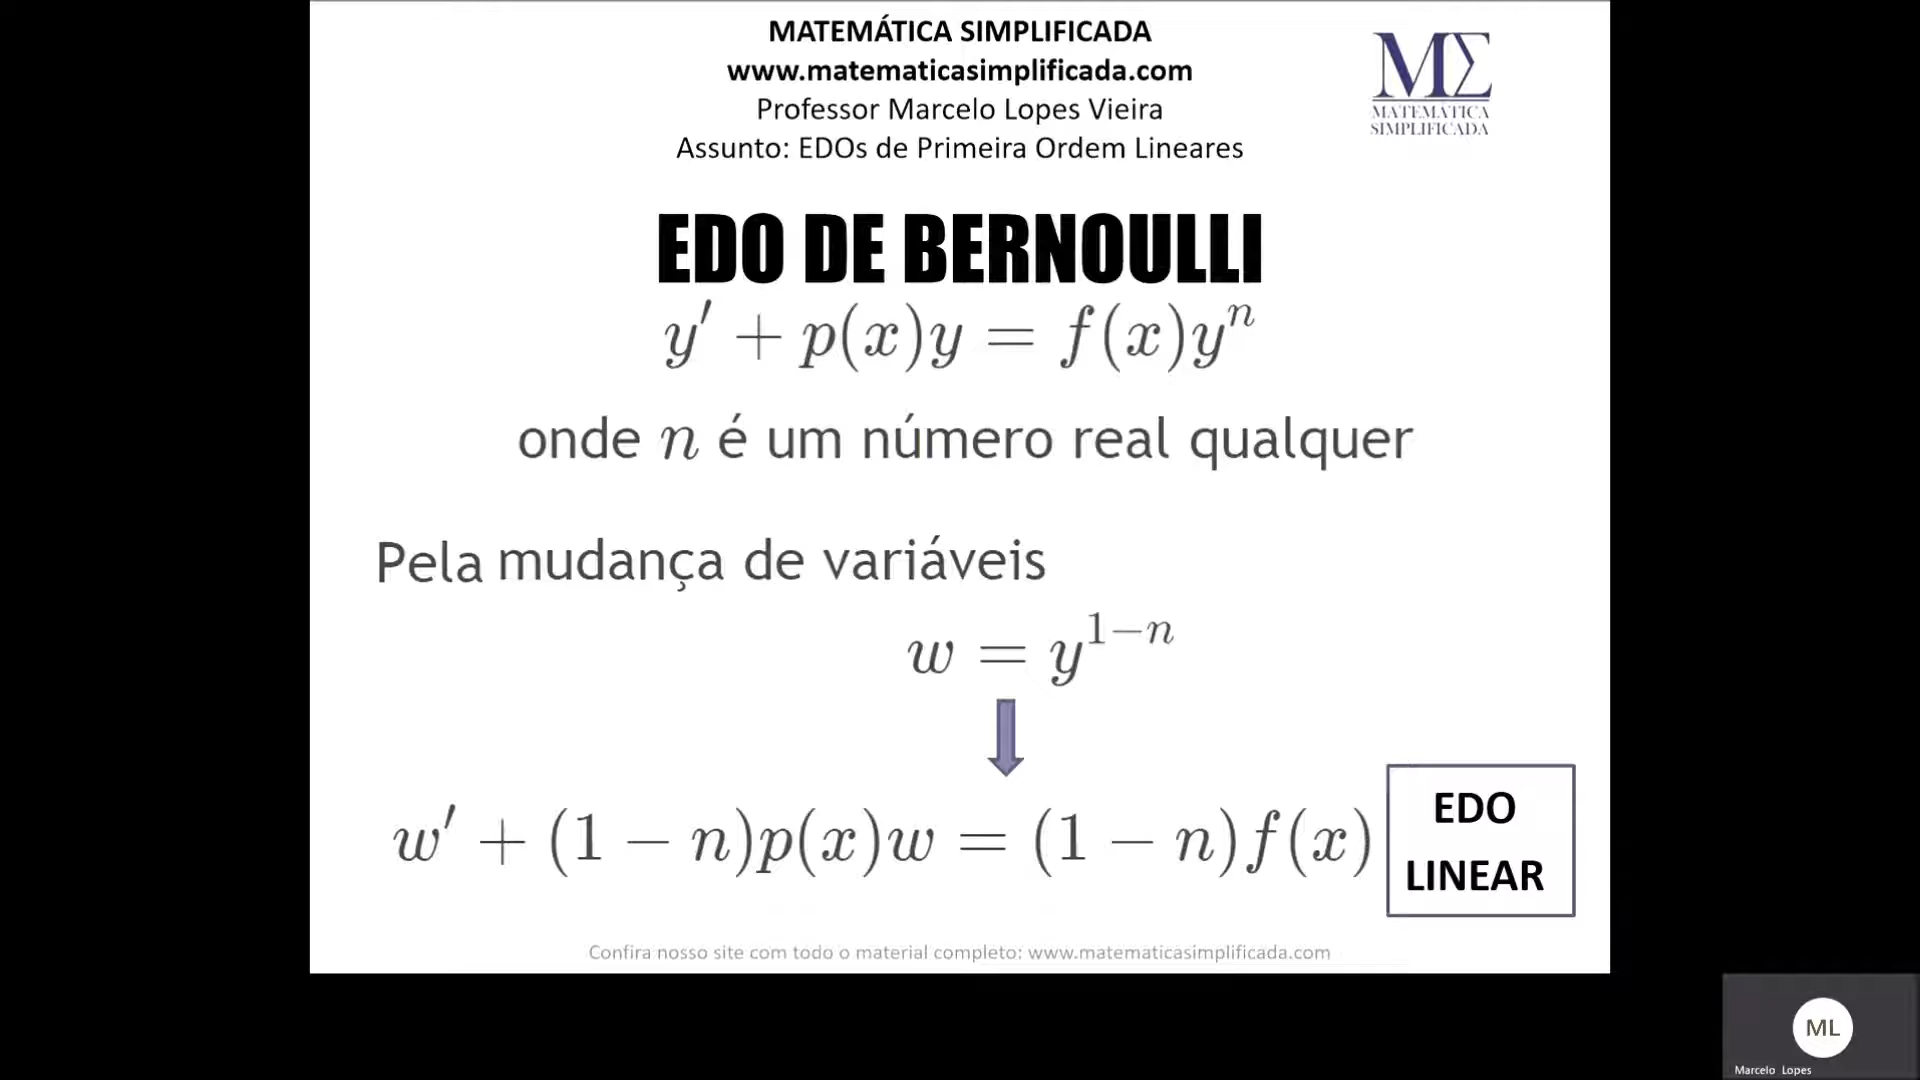 MATEMÁTICA SIMPLIFICADA
www.matematicasimplificada.com
Professor Marcelo Lopes Vieira
Assunto: EDOs de Primeira Ordem Lineares
MΣ
MATEMÁTICA
SIMPLIFICADA
EDO DE BERNOULLI
y′ + p(x)y = f(x)yⁿ
onde n é um número real qualquer
Pela mudança de variáveis
w = y¹⁻ⁿ
w′ + (1 − n)p(x)w = (1 − n)f(x)
EDO
LINEAR
Confira nosso site com todo o material completo: www.matematicasimplificada.com
ML
Marcelo Lopes